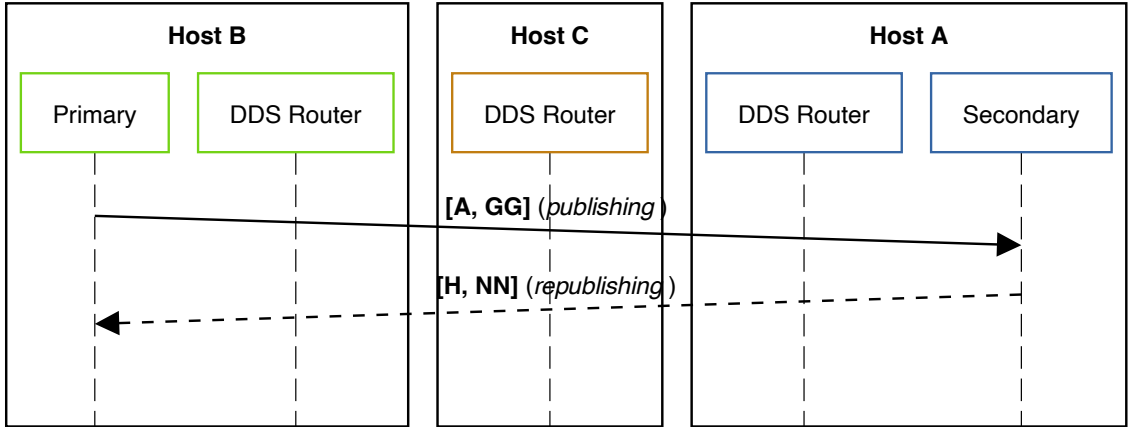 Host B
Host C
Host A
Primary
DDS Router
DDS Router
DDS Router
Secondary
[A, GG] (publishing )
[H, NN] (republishing )